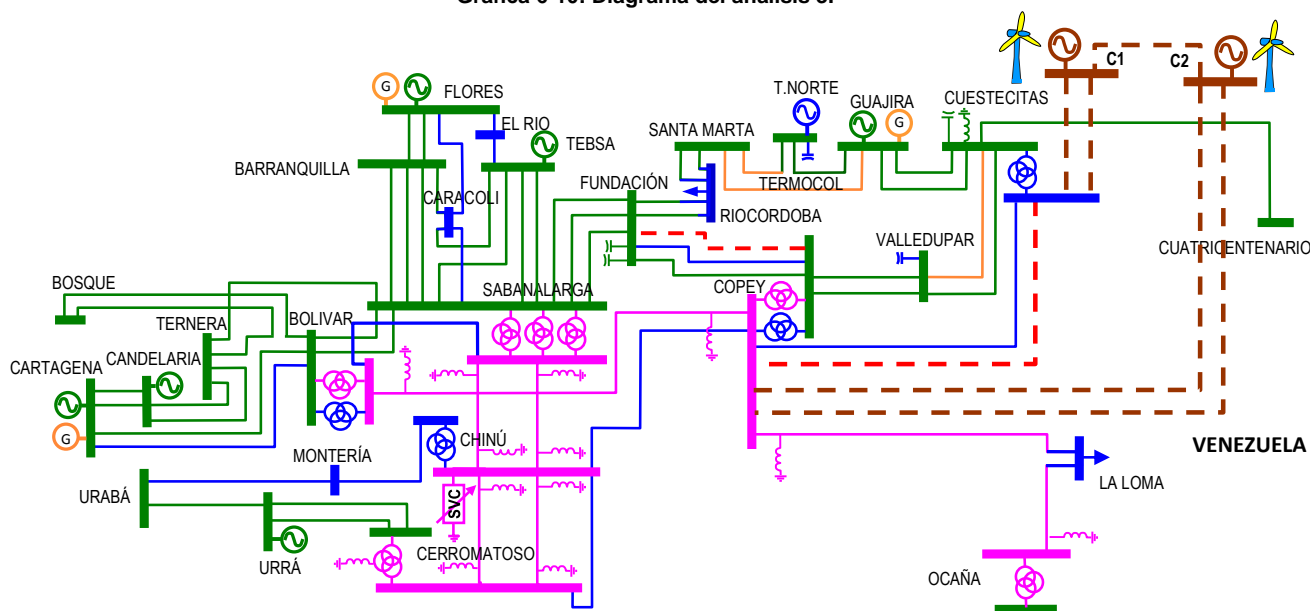 Gráfica 6-10. Diagrama del análisis 3.
C1
C2
G
FLORES
T.NORTE
GUAJIRA
CUESTECITAS
EL RIO
SANTA MARTA
G
TEBSA
BARRANQUILLA
FUNDACIÓN
TERMOCOL
CARACOLI
RIOCORDOBA
VALLEDUPAR
CUATRICENTENARIO
BOSQUE
SABANALARGA
COPEY
TERNERA
BOLIVAR
CANDELARIA
CARTAGENA
G
CHINÚ
MONTERÍA
VENEZUELA
URABÁ
SVC
LA LOMA
CERROMATOSO
URRÁ
OCAÑA